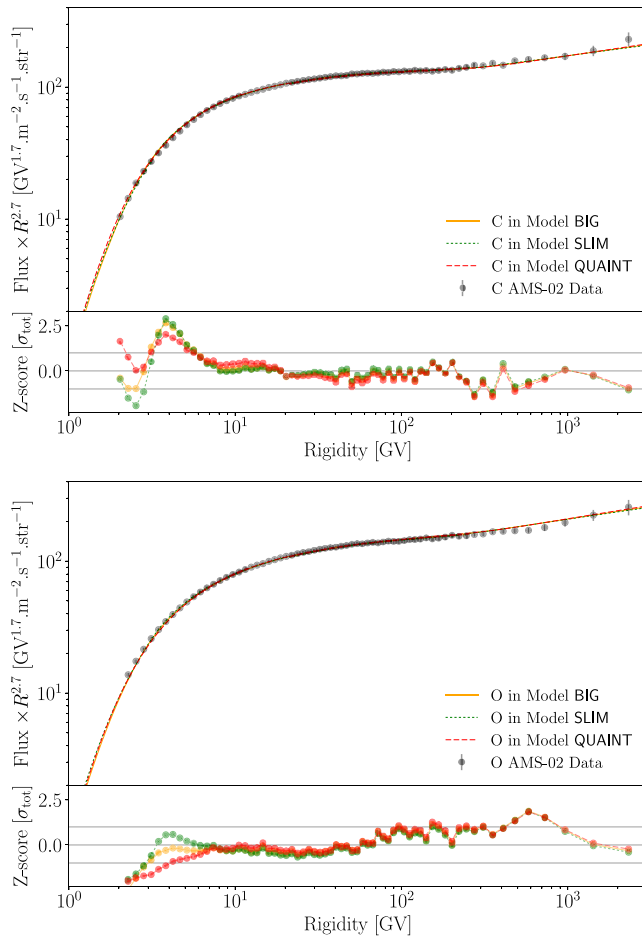 Flux × R^2.7 [GV^1.7.m^-2.s^-1.str^-1]
10^2
10^1
C in Model BIG
C in Model SLIM
C in Model QUAINT
C AMS-02 Data
Z-score [σ_tot]
2.5
0.0
10^0 10^1 10^2 10^3
Rigidity [GV]
Flux × R^2.7 [GV^1.7.m^-2.s^-1.str^-1]
10^2
10^1
O in Model BIG
O in Model SLIM
O in Model QUAINT
O AMS-02 Data
Z-score [σ_tot]
2.5
0.0
10^0 10^1 10^2 10^3
Rigidity [GV]